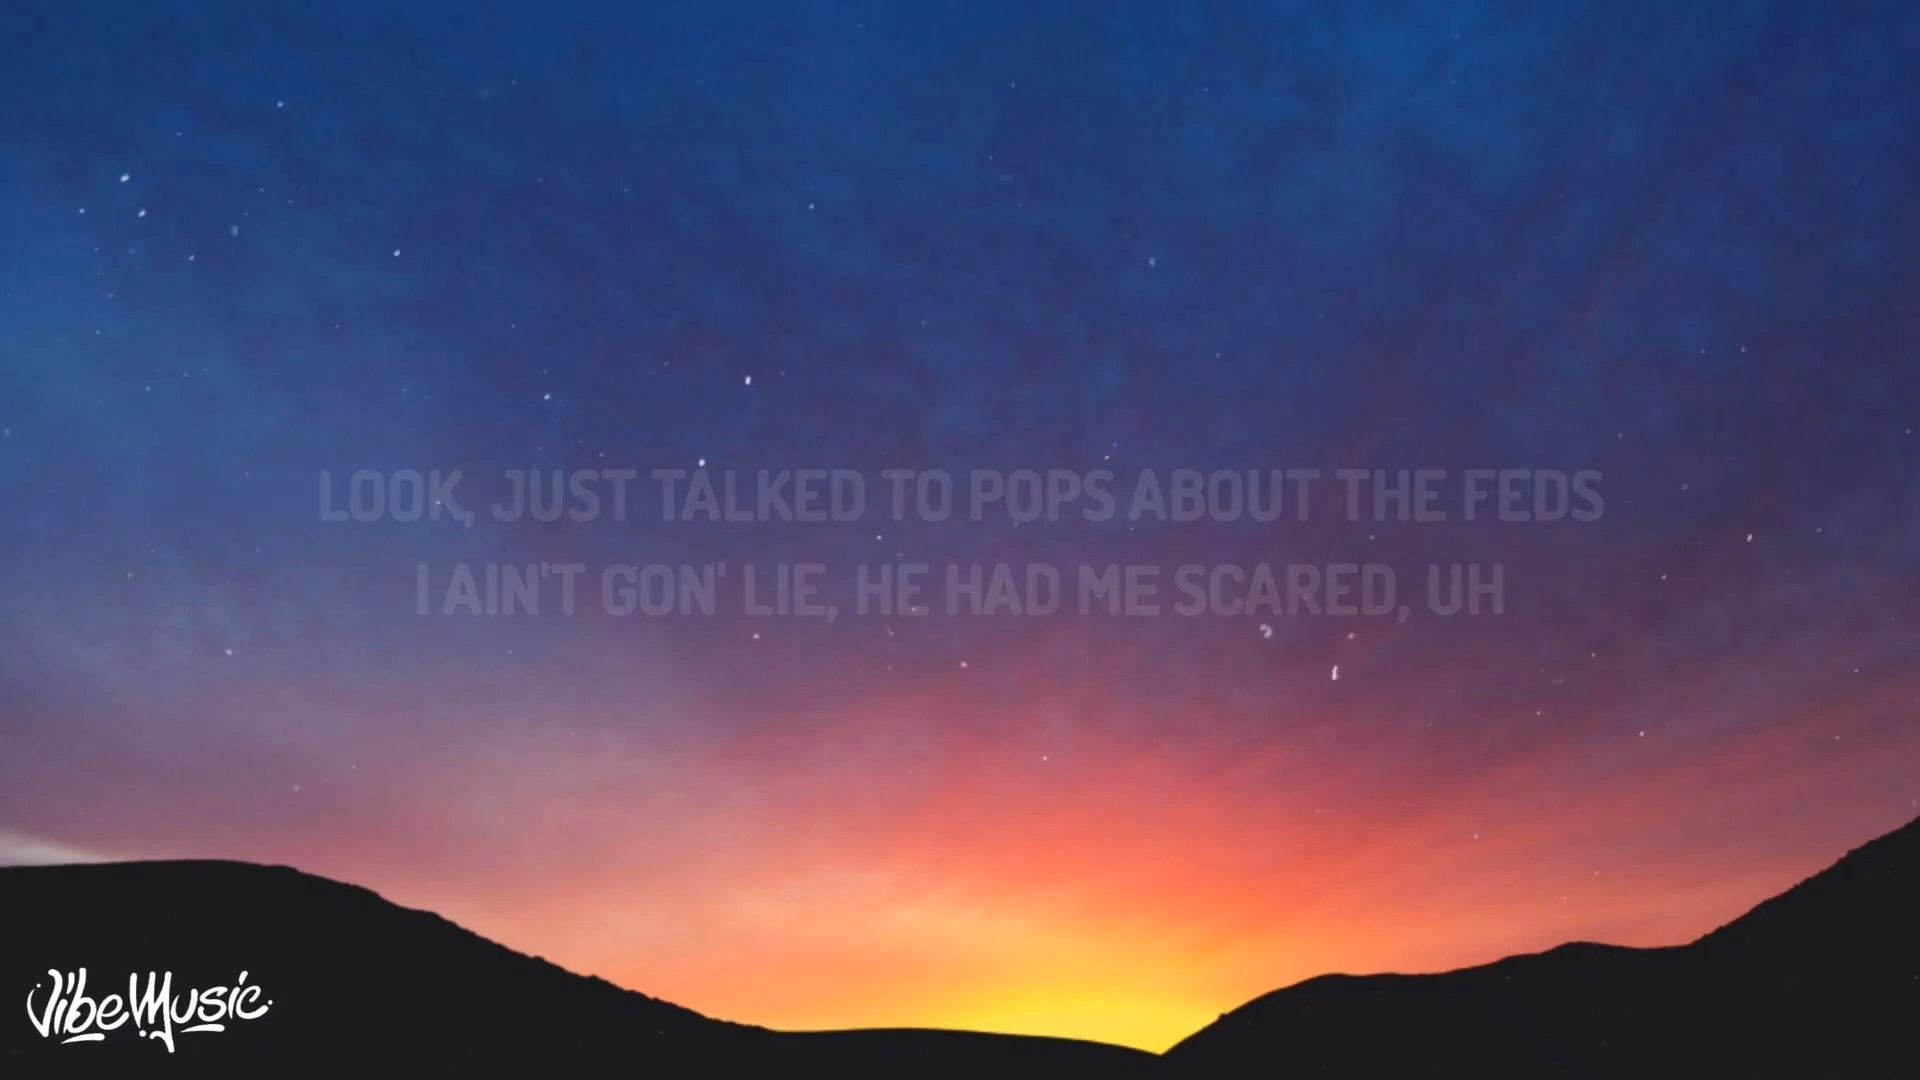 LOOK, JUST TALKED TO POPS ABOUT THE FEDS
I AIN'T GON' LIE, HE HAD ME SCARED, UH
VibeMusic